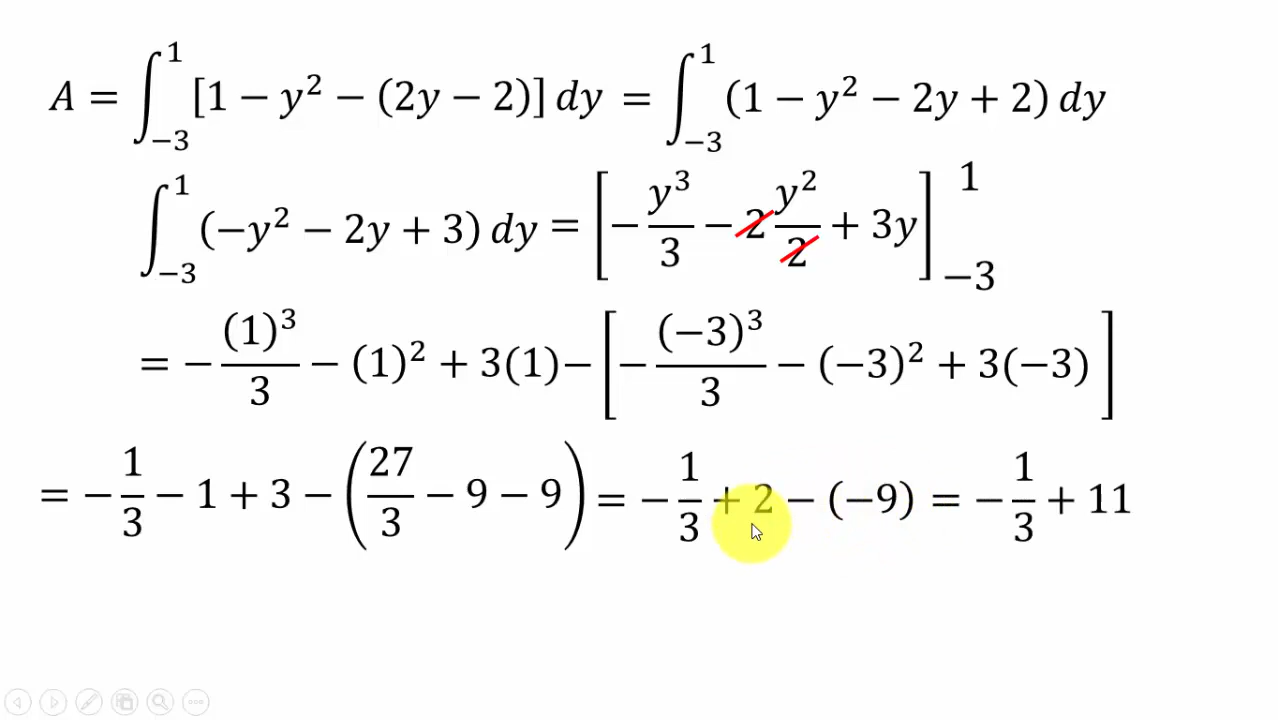 A = ∫_{−3}^{1} [1 − y² − (2y − 2)] dy = ∫_{−3}^{1} (1 − y² − 2y + 2) dy
∫_{−3}^{1} (−y² − 2y + 3) dy = [−y³/3 − 2 y²/2 + 3y]_{−3}^{1}
= −(1)³/3 − (1)² + 3(1) − [−(−3)³/3 − (−3)² + 3(−3)]
= −1/3 − 1 + 3 − (27/3 − 9 − 9) = −1/3 + 2 − (−9) = −1/3 + 11